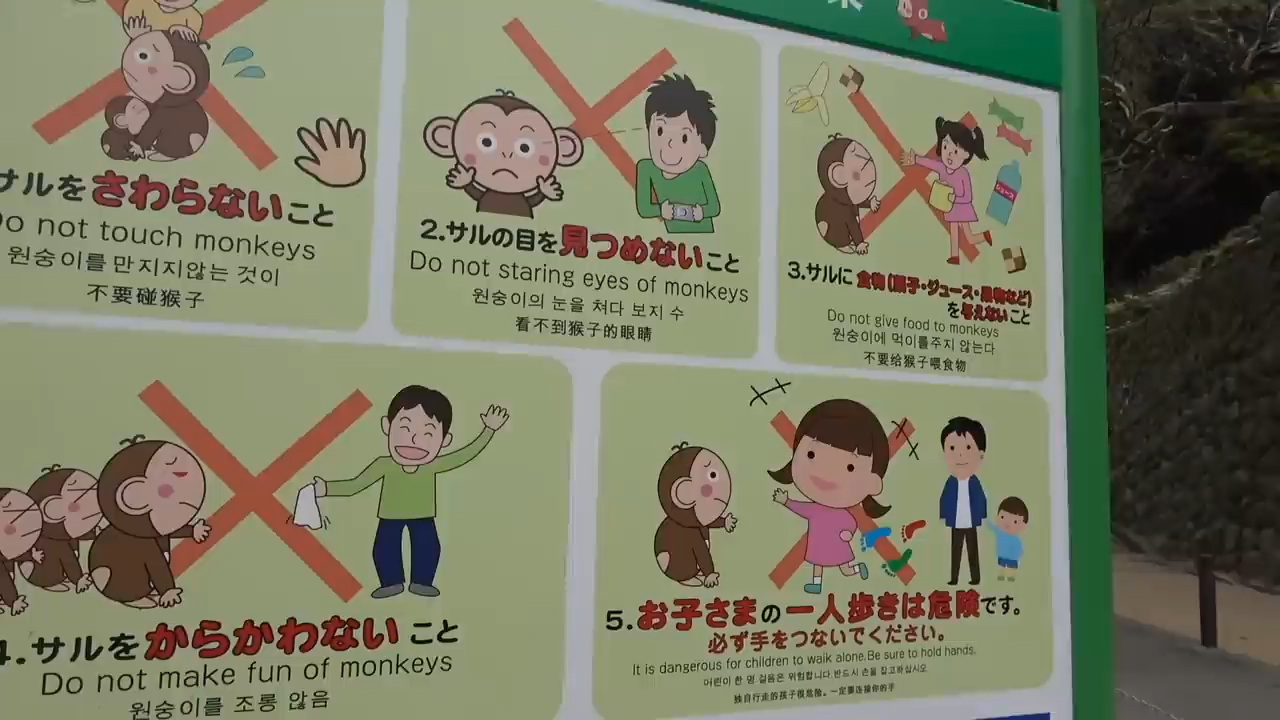 サルをさわらないこと
Do not touch monkeys
원숭이를 만지지않는 것이
不要碰猴子
2.サルの目を見つめないこと
Do not staring eyes of monkeys
원숭이의 눈을 쳐다 보지 수
看不到猴子的眼睛
ジュース
3.サルに 食物(菓子・ジュース・果物など)
を与えないこと
Do not give food to monkeys
원숭이에 먹이를주지 않는다
不要给猴子喂食物
4.サルをからかわないこと
Do not make fun of monkeys
원숭이를 조롱 않음
5.お子さまの一人歩きは危険です。
必ず手をつないでください。
It is dangerous for children to walk alone.Be sure to hold hands.
어린이 한 명 걸음은 위험합니다.반드시 손을 잡고하십시오.
独自行走的孩子很危险。一定要连接你的手